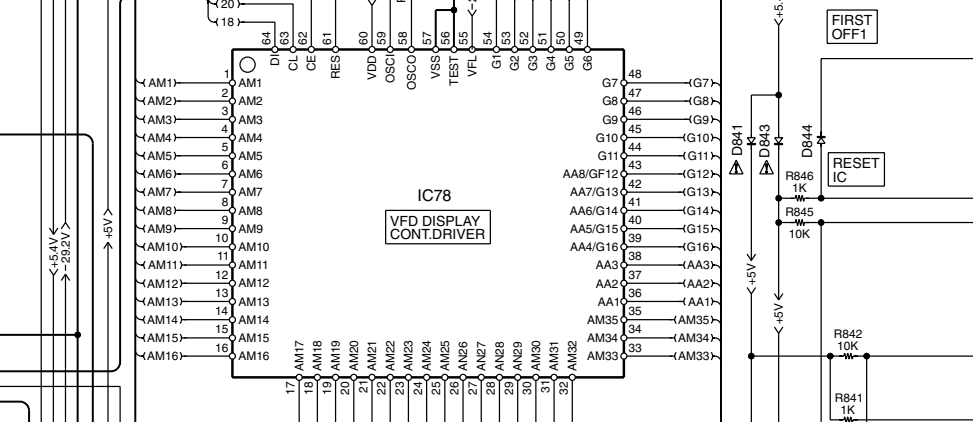 (20)
(18)
64 63 62 61 60 59 58 57 56 55 54 53 52 51 50 49
DI CL CE RES VDD OSCI OSCO VSS TEST VFL G1 G2 G3 G4 G5 G6
(AM1) 1 AM1
(AM2) 2 AM2
(AM3) 3 AM3
(AM4) 4 AM4
(AM5) 5 AM5
(AM6) 6 AM6
(AM7) 7 AM7
(AM8) 8 AM8
(AM9) 9 AM9
(AM10) 10 AM10
(AM11) 11 AM11
(AM12) 12 AM12
(AM13) 13 AM13
(AM14) 14 AM14
(AM15) 15 AM15
(AM16) 16 AM16
IC78
VFD DISPLAY
CONT.DRIVER
G7 48 (G7)
G8 47 (G8)
G9 46 (G9)
G10 45 (G10)
G11 44 (G11)
AA8/GF12 43 (G12)
AA7/G13 42 (G13)
AA6/G14 41 (G14)
AA5/G15 40 (G15)
AA4/G16 39 (G16)
AA3 38 (AA3)
AA2 37 (AA2)
AA1 36 (AA1)
AM35 35 (AM35)
AM34 34 (AM34)
AM33 33 (AM33)
AM17 AM18 AM19 AM20 AM21 AM22 AM23 AM24 AM25 AN26 AN27 AN28 AN29 AM30 AM31 AM32
17 18 19 20 21 22 23 24 25 26 27 28 29 30 31 32
+5.4V
-29.2V
+5V
FIRST
OFF1
D841
D843
D844
RESET
IC
R846
1K
R845
10K
+5V
+5V
R842
10K
R841
1K